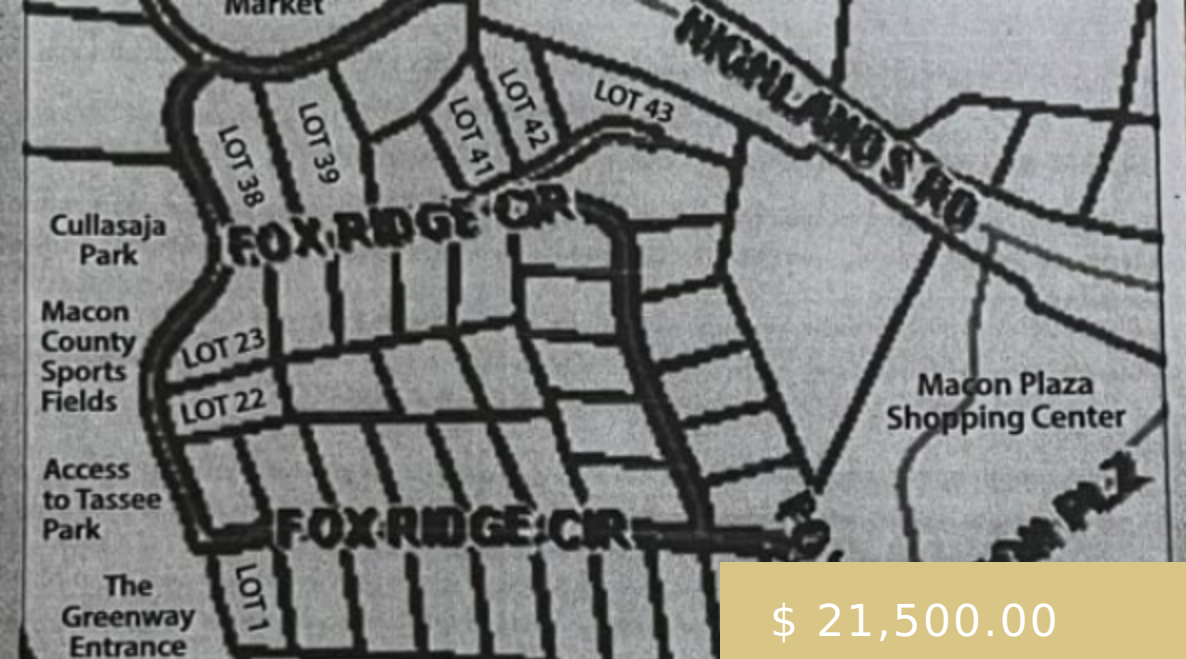 Market
HIGHLANDS RD
LOT 43
LOT 42
LOT 41
LOT 39
LOT 38
FOX RIDGE CIR
Cullasaja
Park
Macon
County
Sports
Fields
LOT 23
LOT 22
Macon Plaza
Shopping Center
Access
to Tassee
Park
FOX RIDGE CIR
The
Greenway
Entrance
LOT 1
$ 21,500.00